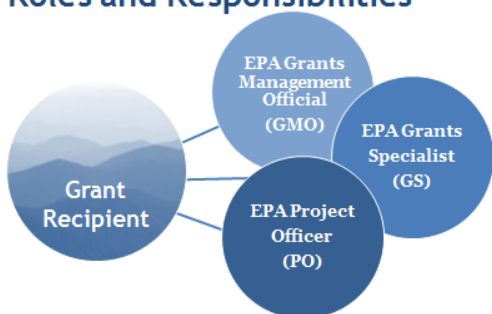 Roles and Responsibilities
EPA Grants
Management
Official
(GMO)
EPA Grants
Specialist
(GS)
Grant
Recipient
EPA Project
Officer
(PO)